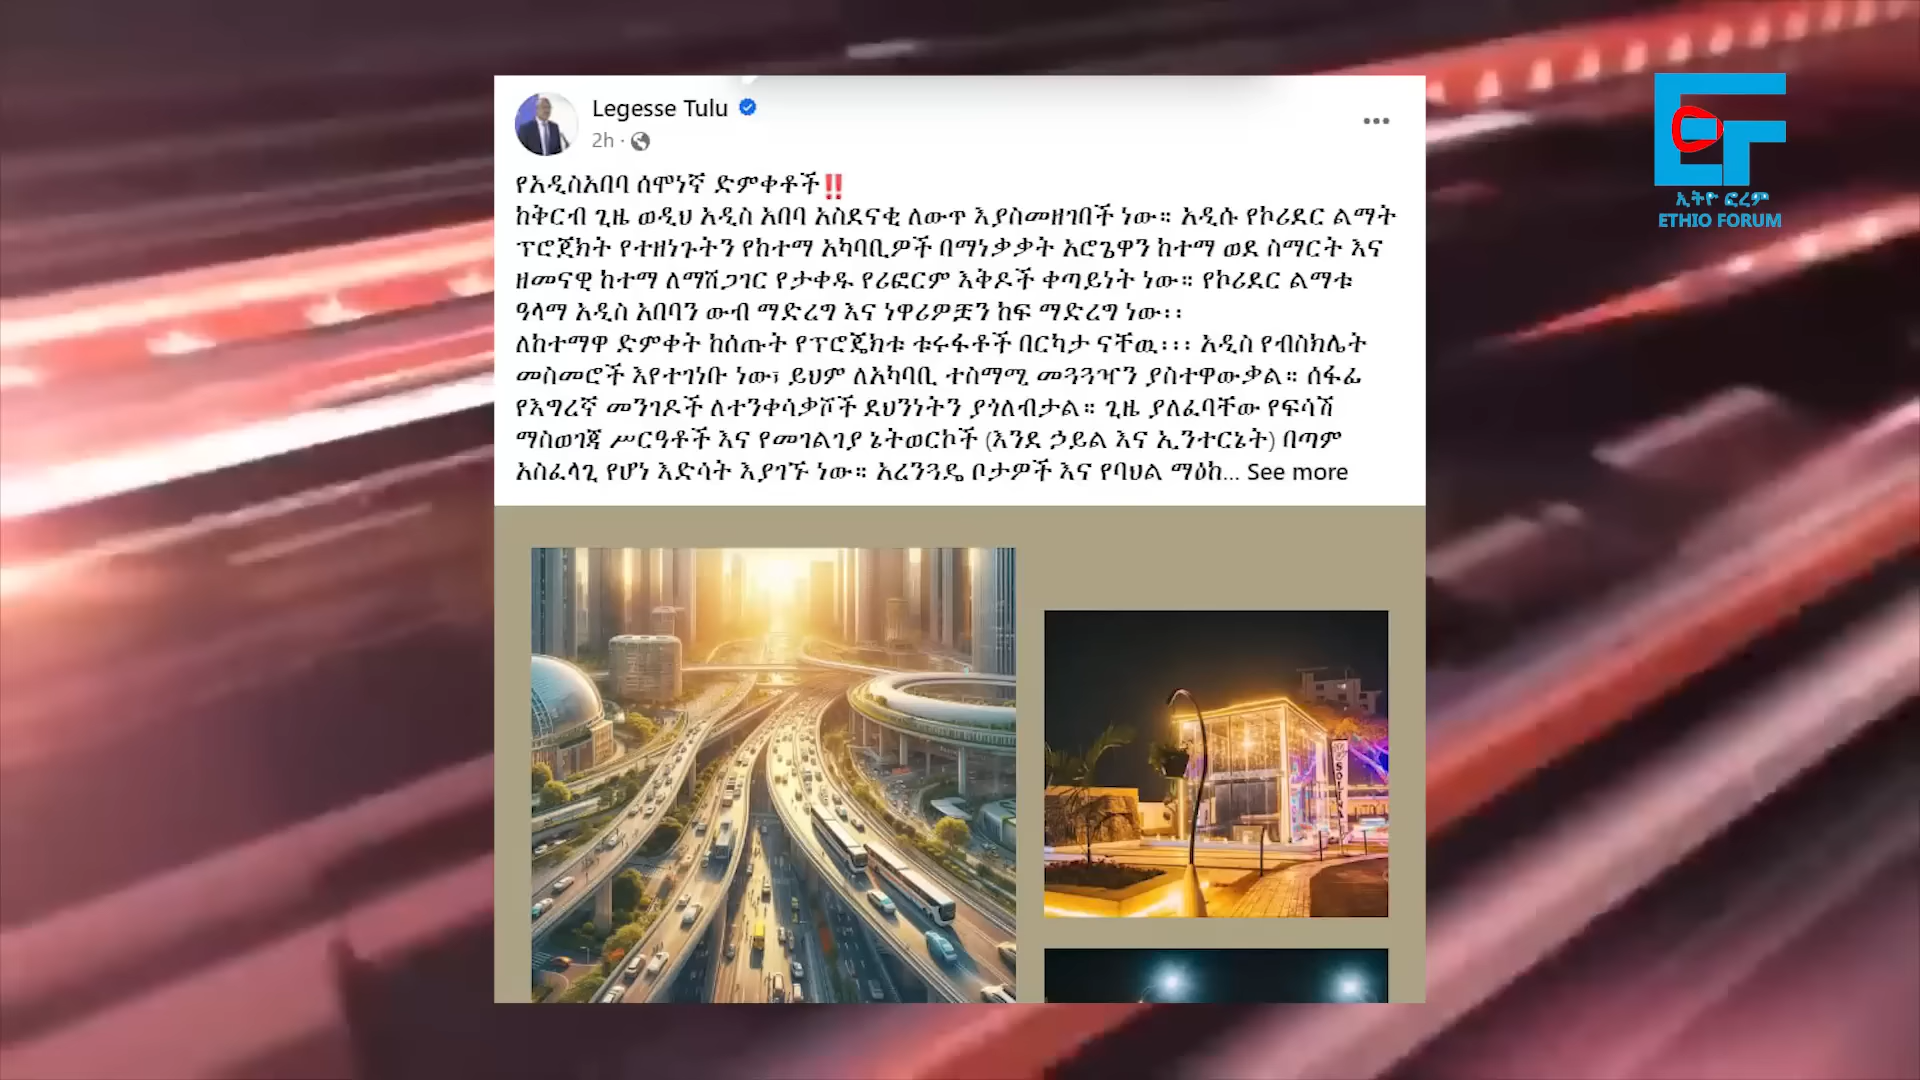 Legesse Tulu
2h ·
የአዲስአበባ ሰሞነኛ ድምቀቶች‼️
ከቅርብ ጊዜ ወዲህ አዲስ አበባ አስደናቂ ለውጥ እያስመዘገበች ነው። አዲሱ የኮሪደር ልማት
ፕሮጀክት የተዘነጉትን የከተማ አካባቢዎች በማነቃቃት አሮጌዋን ከተማ ወደ ስማርት እና
ዘመናዊ ከተማ ለማሸጋገር የታቀዱ የሪፎርም እቅዶች ቀጣይነት ነው። የኮሪደር ልማቱ
ዓላማ አዲስ አበባን ውብ ማድረግ እና ነዋሪዎቿን ከፍ ማድረግ ነው፡፡
ለከተማዋ ድምቀት ከሰጡት የፕሮጄክቱ ቱሩፋቶች በርካታ ናቸዉ፡፡፡ አዲስ የብስክሌት
መስመሮች እየተገነቡ ነው፣ ይህም ለአካባቢ ተስማሚ መጓጓዣን ያስተዋውቃል። ሰፋፊ
የእግረኛ መንገዶች ለተንቀሳቃሾች ደህንነትን ያጎለብታል። ጊዜ ያለፈባቸው የፍሳሽ
ማስወገጃ ሥርዓቶች እና የመገልገያ ኔትወርኮች (እንደ ኃይል እና ኢንተርኔት) በጣም
አስፈላጊ የሆነ እድሳት እያገኙ ነው። አረንጓዴ ቦታዎች እና የባህል ማዕከ... See more
EF
ኢትዮ ፎረም
ETHIO FORUM